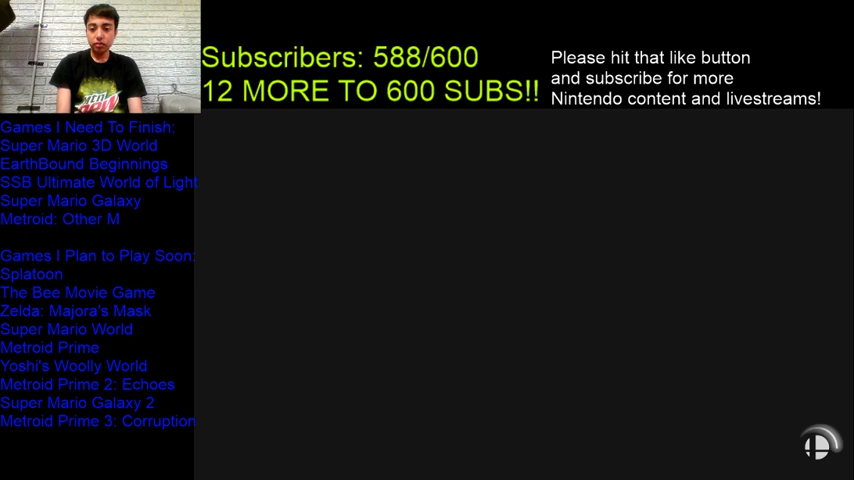 Subscribers: 588/600
12 MORE TO 600 SUBS!!
Please hit that like button
and subscribe for more
Nintendo content and livestreams!
Games I Need To Finish:
Super Mario 3D World
EarthBound Beginnings
SSB Ultimate World of Light
Super Mario Galaxy
Metroid: Other M
Games I Plan to Play Soon:
Splatoon
The Bee Movie Game
Zelda: Majora's Mask
Super Mario World
Metroid Prime
Yoshi's Woolly World
Metroid Prime 2: Echoes
Super Mario Galaxy 2
Metroid Prime 3: Corruption